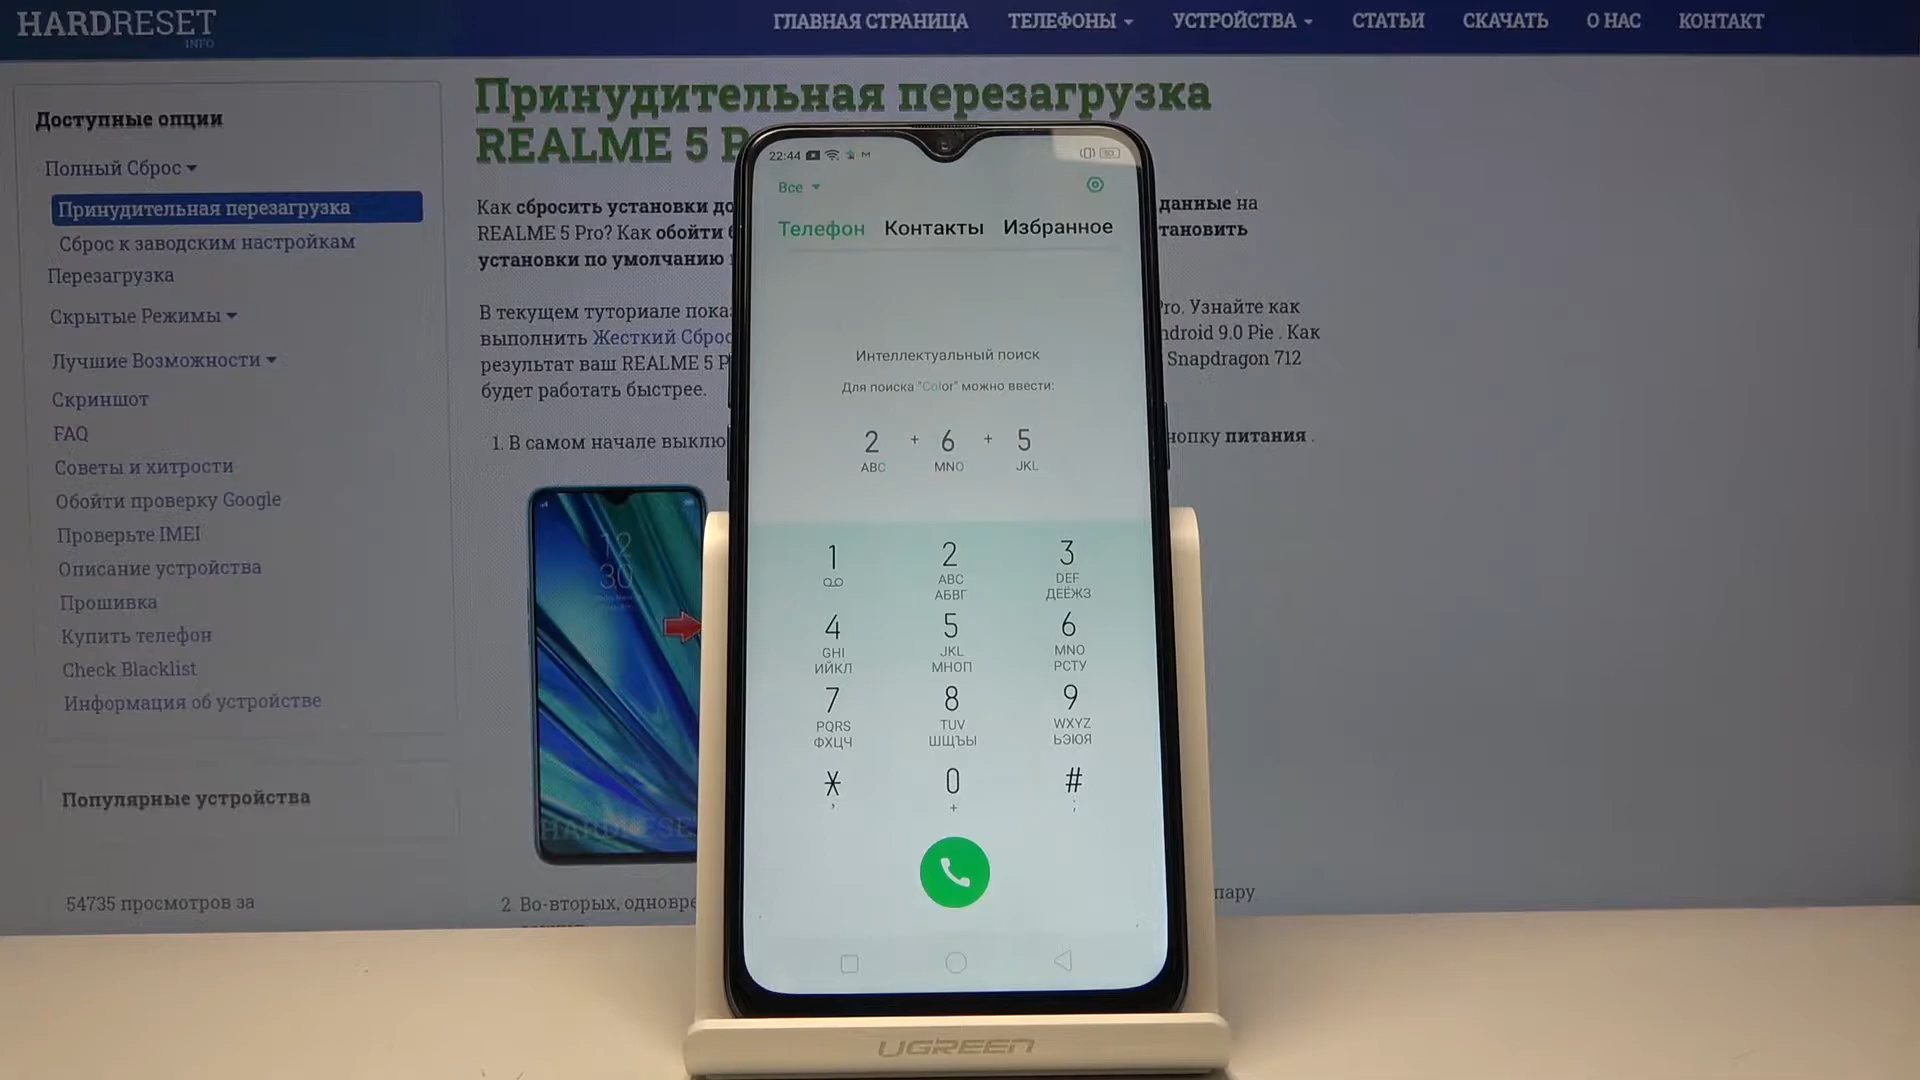 HARDRESET
INFO
ГЛАВНАЯ СТРАНИЦА
ТЕЛЕФОНЫ
УСТРОЙСТВА
СТАТЬИ
СКАЧАТЬ
О НАС
КОНТАКТ
Доступные опции
Полный Сброс
Принудительная перезагрузка
Сброс к заводским настройкам
Перезагрузка
Скрытые Режимы
Лучшие Возможности
Скриншот
FAQ
Советы и хитрости
Обойти проверку Google
Проверьте IMEI
Описание устройства
Прошивка
Купить телефон
Check Blacklist
Информация об устройстве
Популярные устройства
54735 просмотров за
Принудительная перезагрузка
REALME 5 P
Как сбросить установки до данные на
REALME 5 Pro? Как обойти тановить
установки по умолчанию
В текущем туториале пока Pro. Узнайте как
выполнить Жесткий Сброс ndroid 9.0 Pie . Как
результат ваш REALME 5 P Snapdragon 712
будет работать быстрее.
1. В самом начале выклю нопку питания .
12
30
HARDRESE
2. Во-вторых, одновре пару
22:44
Все
Телефон Контакты Избранное
Интеллектуальный поиск
Для поиска "Color" можно ввести:
2 + 6 + 5
ABC MNO JKL
1 2 3
ABC DEF
АБВГ ДЕЁЖЗ
4 5 6
GHI JKL MNO
ИЙКЛ МНОП РСТУ
7 8 9
PQRS TUV WXYZ
ФХЦЧ ШЩЪЫ ЬЭЮЯ
* 0 #
, + ;
UGREEN